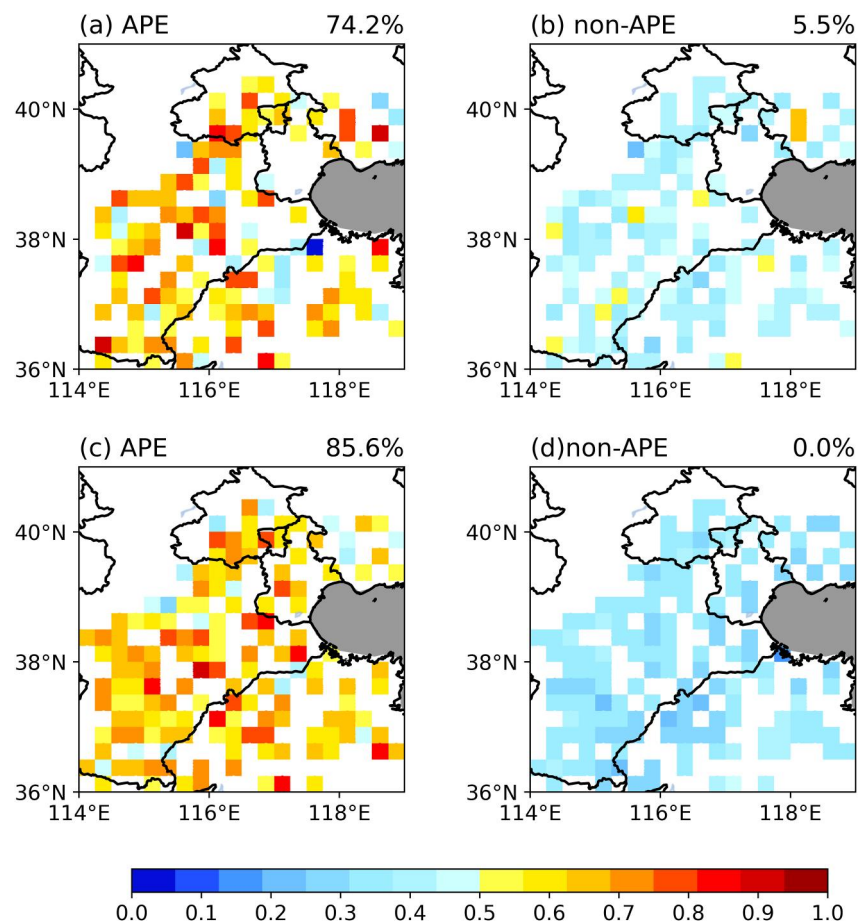 (a) APE 74.2%
(b) non-APE 5.5%
40°N
38°N
36°N
114°E 116°E 118°E
40°N
38°N
36°N
114°E 116°E 118°E
(c) APE 85.6%
(d)non-APE 0.0%
40°N
38°N
36°N
114°E 116°E 118°E
40°N
38°N
36°N
114°E 116°E 118°E
0.0 0.1 0.2 0.3 0.4 0.5 0.6 0.7 0.8 0.9 1.0